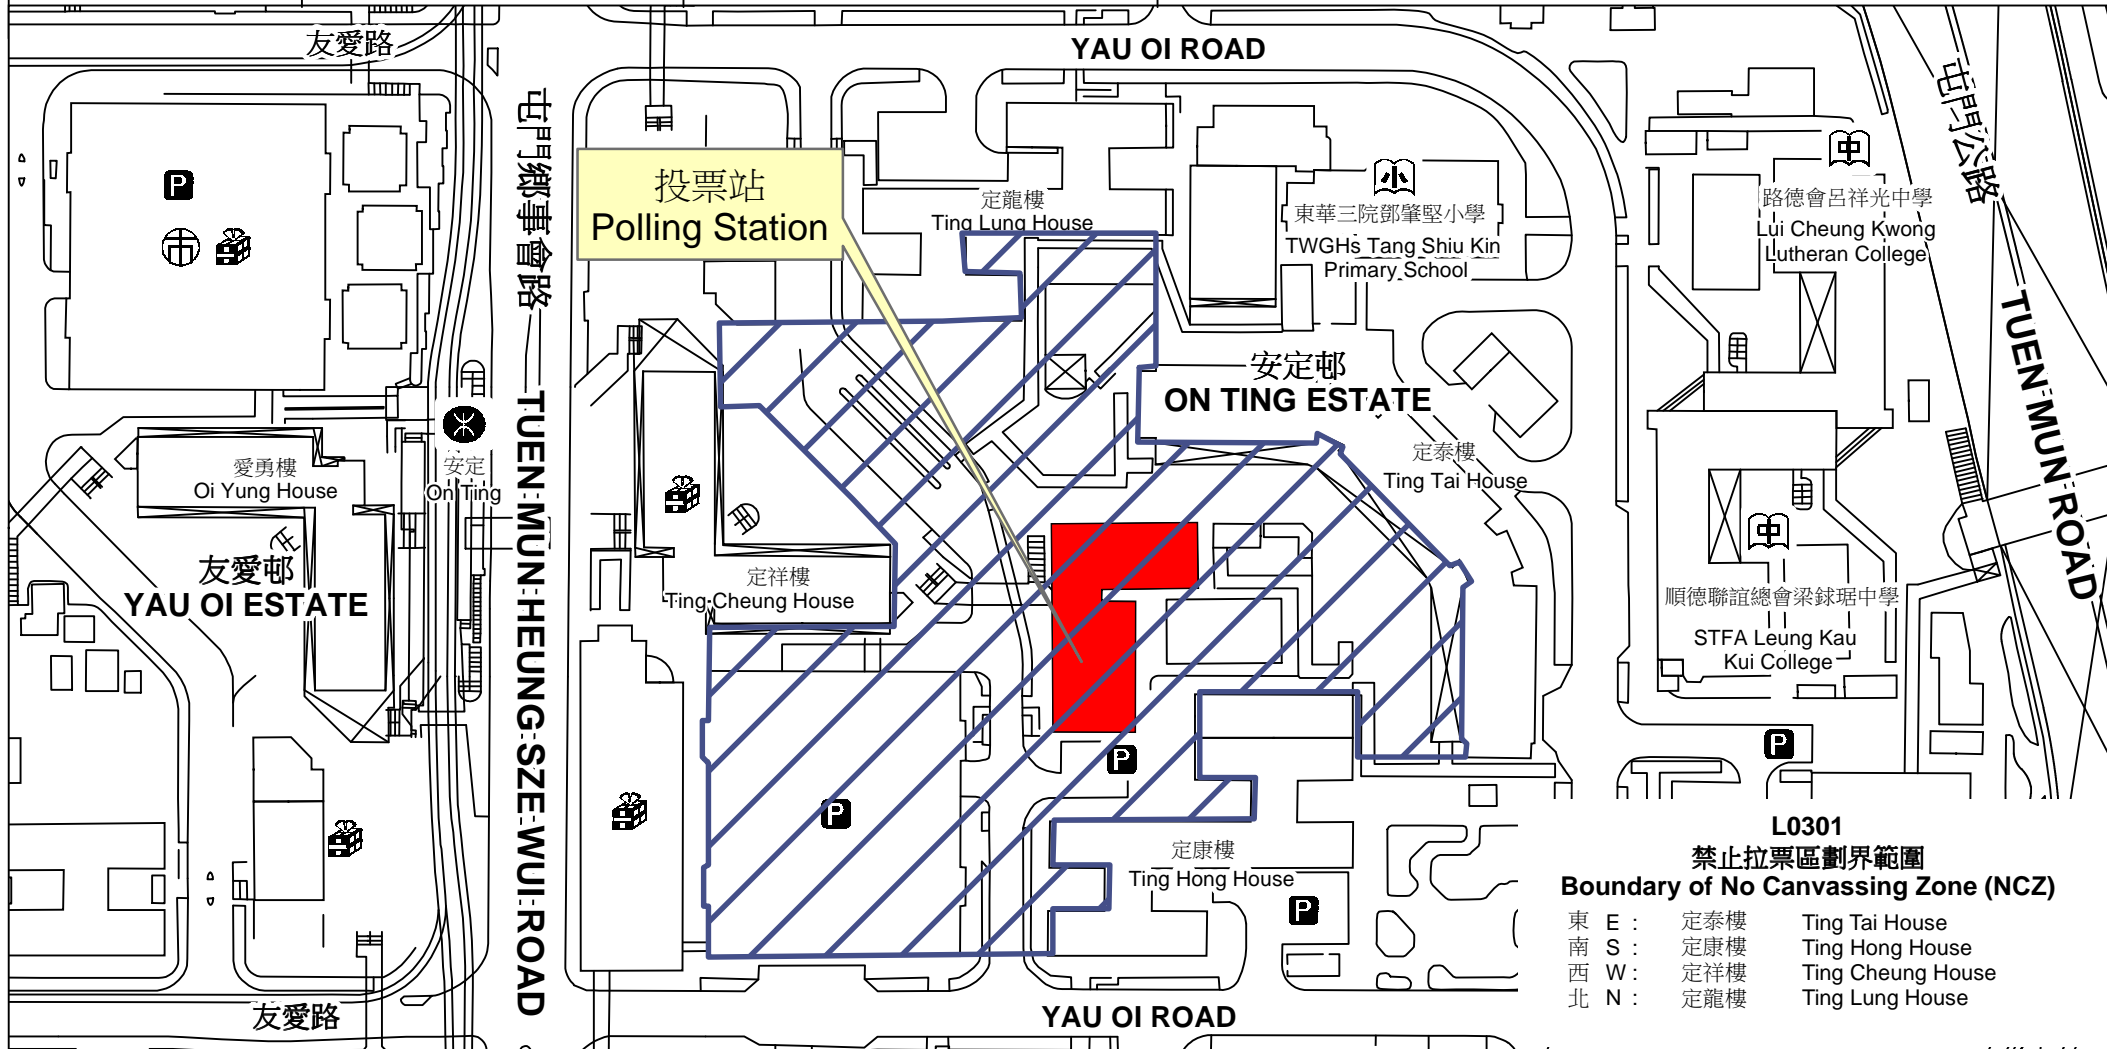 友愛路
YAU OI ROAD
屯門鄉事會路
TUEN MUN HEUNG SZE WUI ROAD
屯門公路
TUEN MUN ROAD
投票站
Polling Station
定龍樓
Ting Lung House
小
東華三院鄧肇堅小學
TWGHs Tang Shiu Kin
Primary School
中
路德會呂祥光中學
Lui Cheung Kwong
Lutheran College
P
市
安定邨
ON TING ESTATE
定泰樓
Ting Tai House
愛勇樓
Oi Yung House
安定
On Ting
友愛邨
YAU OI ESTATE
定祥樓
Ting Cheung House
中
順德聯誼總會梁銶琚中學
STFA Leung Kau
Kui College
P
P
P
定康樓
Ting Hong House
P
友愛路
YAU OI ROAD
L0301
禁止拉票區劃界範圍
Boundary of No Canvassing Zone (NCZ)
東 E : 定泰樓 Ting Tai House
南 S : 定康樓 Ting Hong House
西 W : 定祥樓 Ting Cheung House
北 N : 定龍樓 Ting Lung House